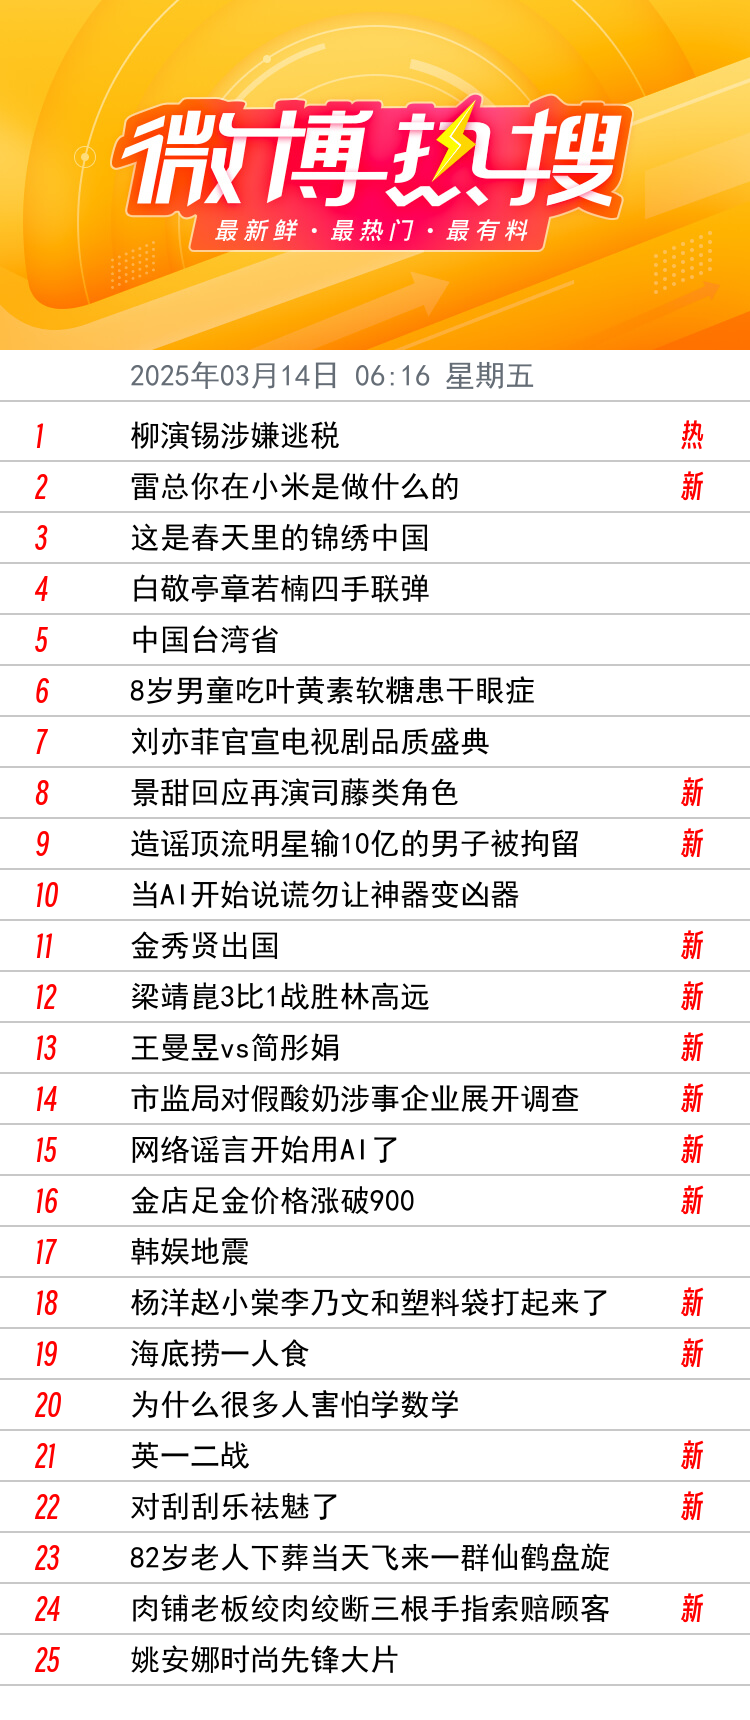 微博热搜
最新鲜·最热门·最有料
2025年03月14日 06:16 星期五
1 柳演锡涉嫌逃税 热
2 雷总你在小米是做什么的 新
3 这是春天里的锦绣中国
4 白敬亭章若楠四手联弹
5 中国台湾省
6 8岁男童吃叶黄素软糖患干眼症
7 刘亦菲官宣电视剧品质盛典
8 景甜回应再演司藤类角色 新
9 造谣顶流明星输10亿的男子被拘留 新
10 当AI开始说谎勿让神器变凶器
11 金秀贤出国 新
12 梁靖崑3比1战胜林高远 新
13 王曼昱vs简彤娟 新
14 市监局对假酸奶涉事企业展开调查 新
15 网络谣言开始用AI了 新
16 金店足金价格涨破900 新
17 韩娱地震
18 杨洋赵小棠李乃文和塑料袋打起来了 新
19 海底捞一人食 新
20 为什么很多人害怕学数学
21 英一二战 新
22 对刮刮乐祛魅了 新
23 82岁老人下葬当天飞来一群仙鹤盘旋
24 肉铺老板绞肉绞断三根手指索赔顾客 新
25 姚安娜时尚先锋大片